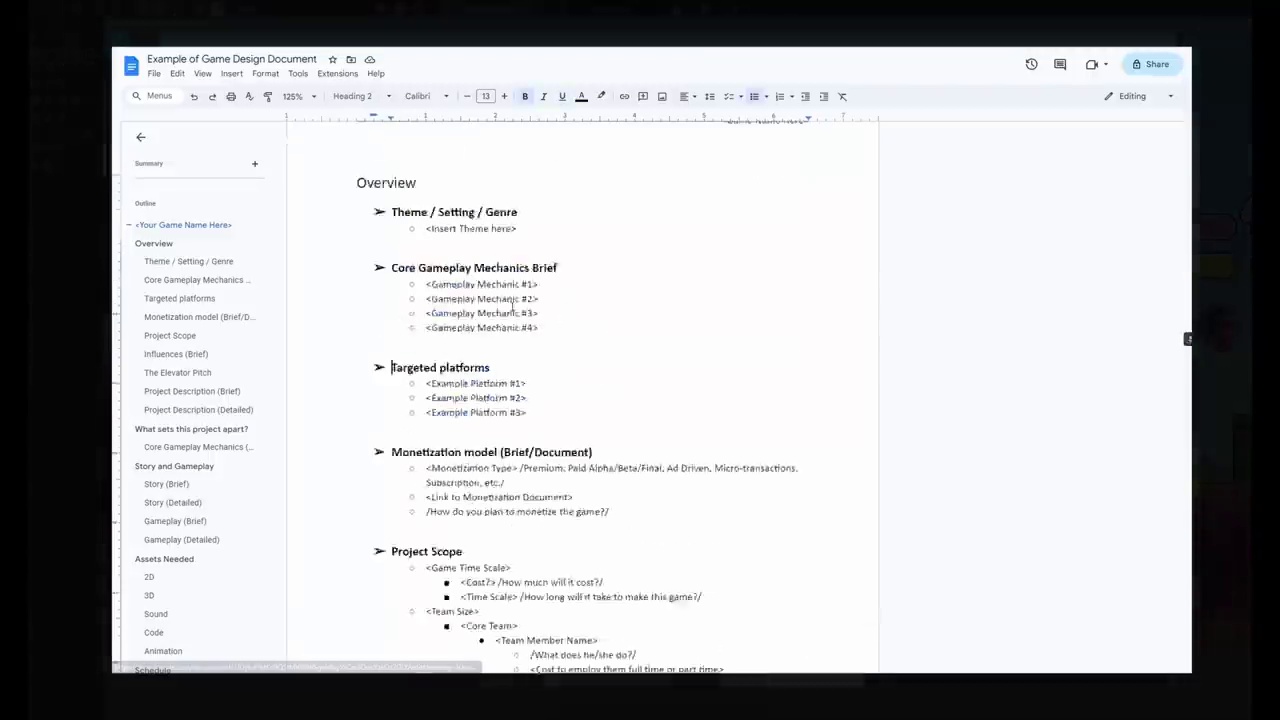 Example of Game Design Document
File Edit View Insert Format Tools Extensions Help
Share
Menus 125% Heading 2 Calibri 13 B I U A Editing
1 1 2 3 4 5 6 7
Summary
Outline
<Your Game Name Here>
Overview
Theme / Setting / Genre
Core Gameplay Mechanics ...
Targeted platforms
Monetization model (Brief/D...
Project Scope
Influences (Brief)
The Elevator Pitch
Project Description (Brief)
Project Description (Detailed)
What sets this project apart?
Core Gameplay Mechanics (...
Story and Gameplay
Story (Brief)
Story (Detailed)
Gameplay (Brief)
Gameplay (Detailed)
Assets Needed
2D
3D
Sound
Code
Animation
Schedule
Overview
➢ Theme / Setting / Genre
<Insert Theme here>
➢ Core Gameplay Mechanics Brief
<Gameplay Mechanic #1>
<Gameplay Mechanic #2>
<Gameplay Mechanic #3>
<Gameplay Mechanic #4>
➢ Targeted platforms
<Example Platform #1>
<Example Platform #2>
<Example Platform #3>
➢ Monetization model (Brief/Document)
<Monetization Type> /Premium, Paid Alpha/Beta/Final, Ad Driven, Micro-transactions,
Subscription, etc./
<Link to Monetization Document>
/How do you plan to monetize the game?/
➢ Project Scope
<Game Time Scale>
<Cost?> /How much will it cost?/
<Time Scale> /How long will it take to make this game?/
<Team Size>
<Core Team>
<Team Member Name>
/What does he/she do?/
<Cost to employ them full time or part time>